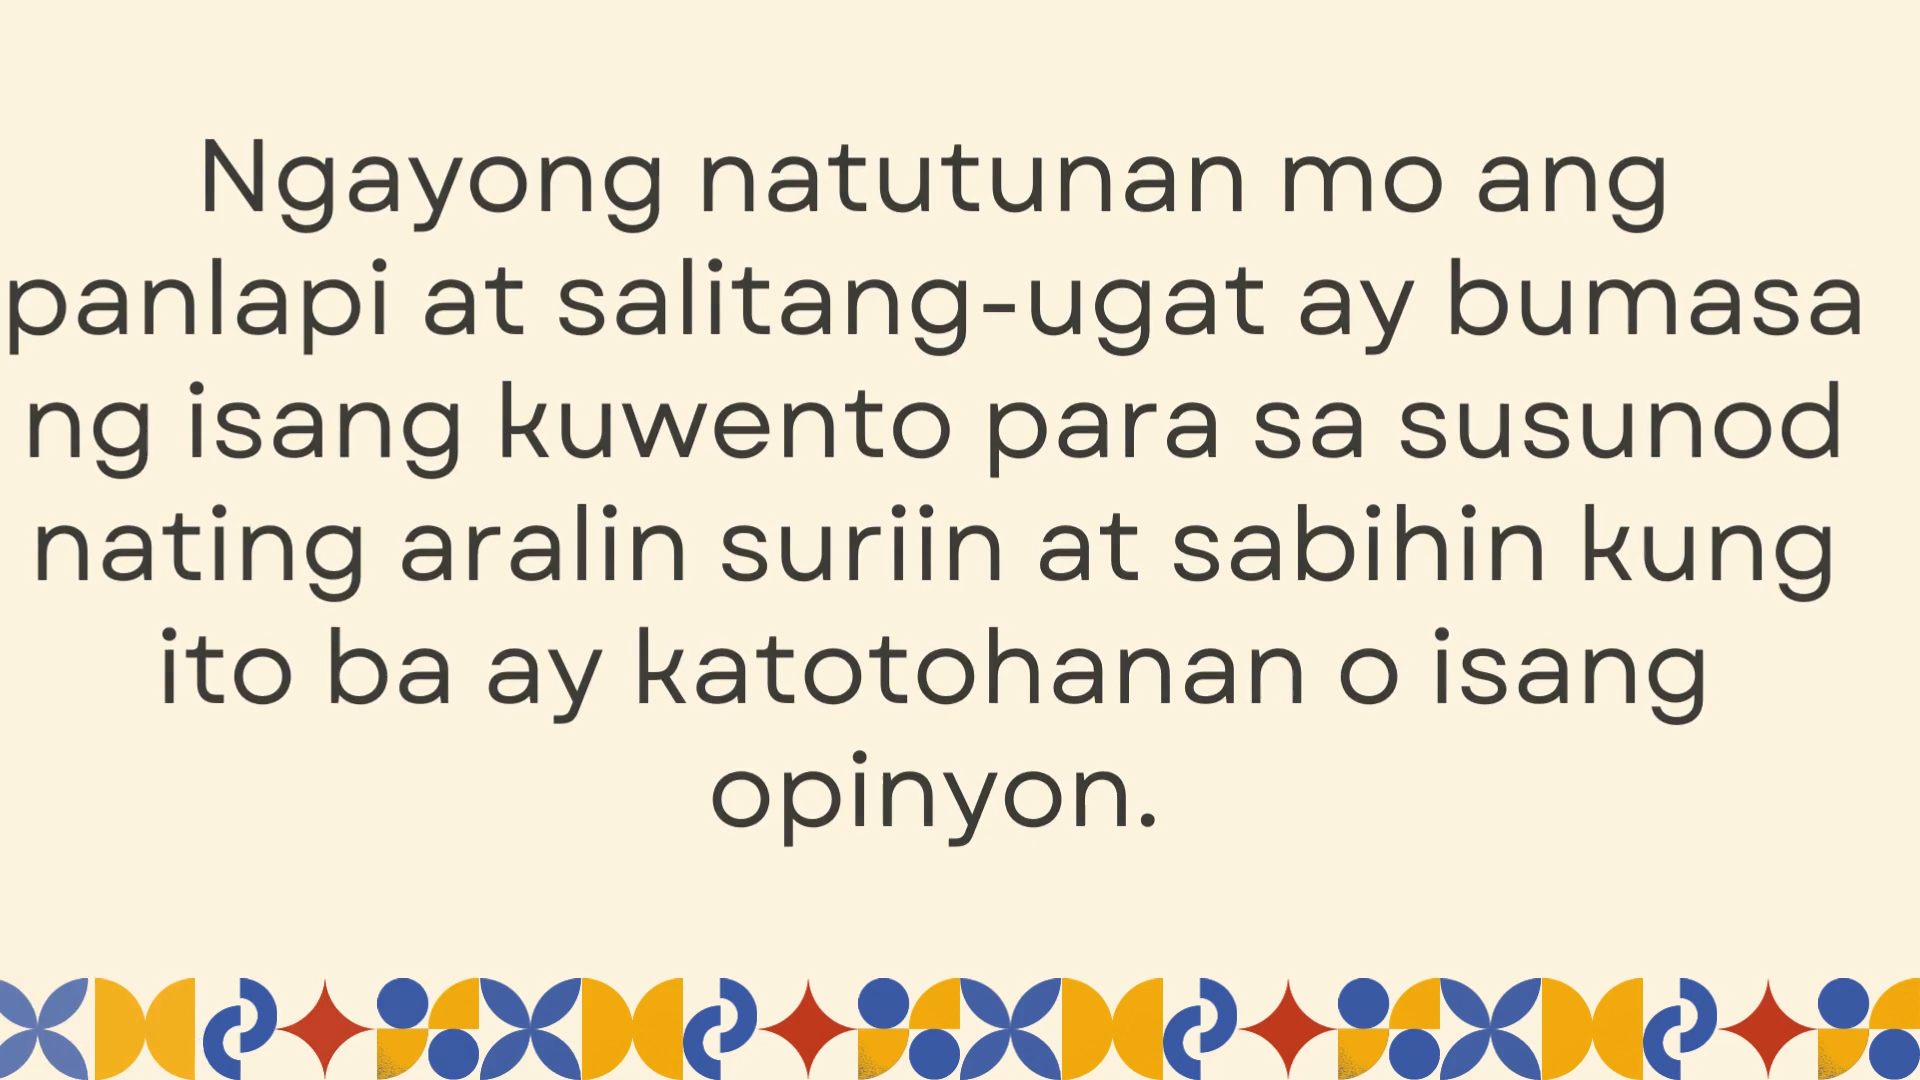 Ngayong natutunan mo ang
panlapi at salitang-ugat ay bumasa
ng isang kuwento para sa susunod
nating aralin suriin at sabihin kung
ito ba ay katotohanan o isang
opinyon.